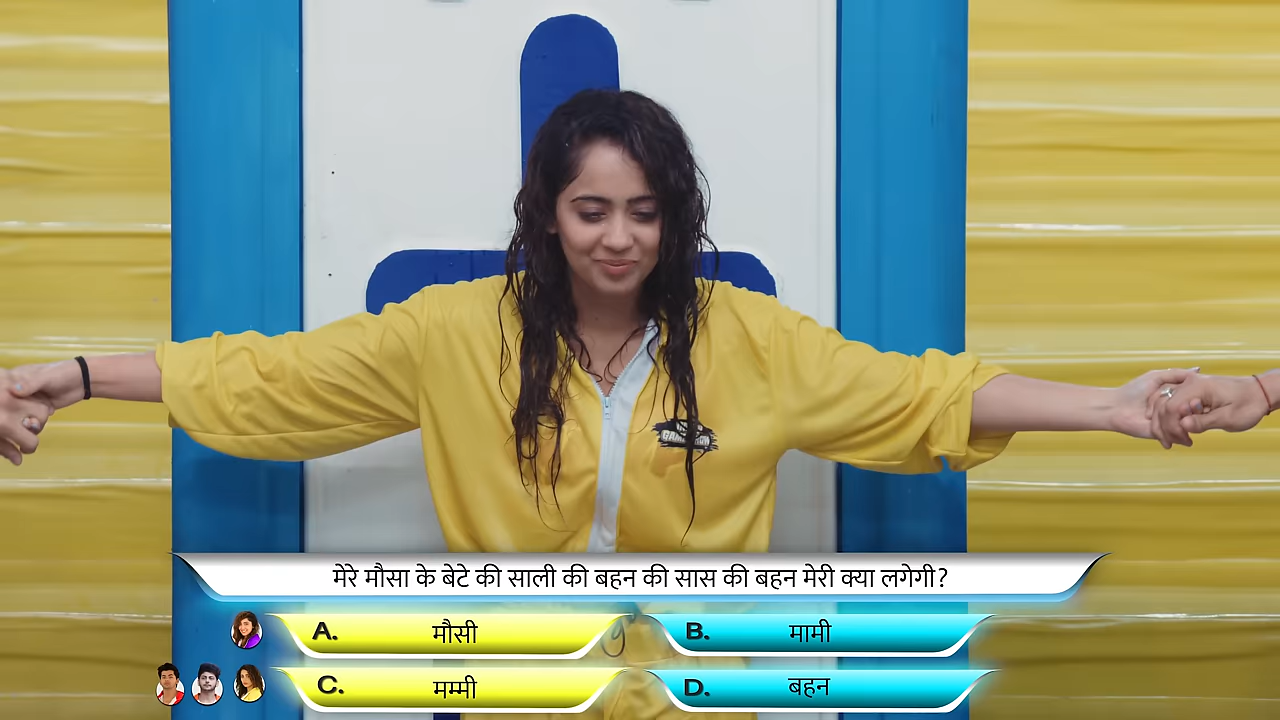 मेरे मौसा के बेटे की साली की बहन की सास की बहन मेरी क्या लगेगी?
A. मौसी
B. मामी
C. मम्मी
D. बहन